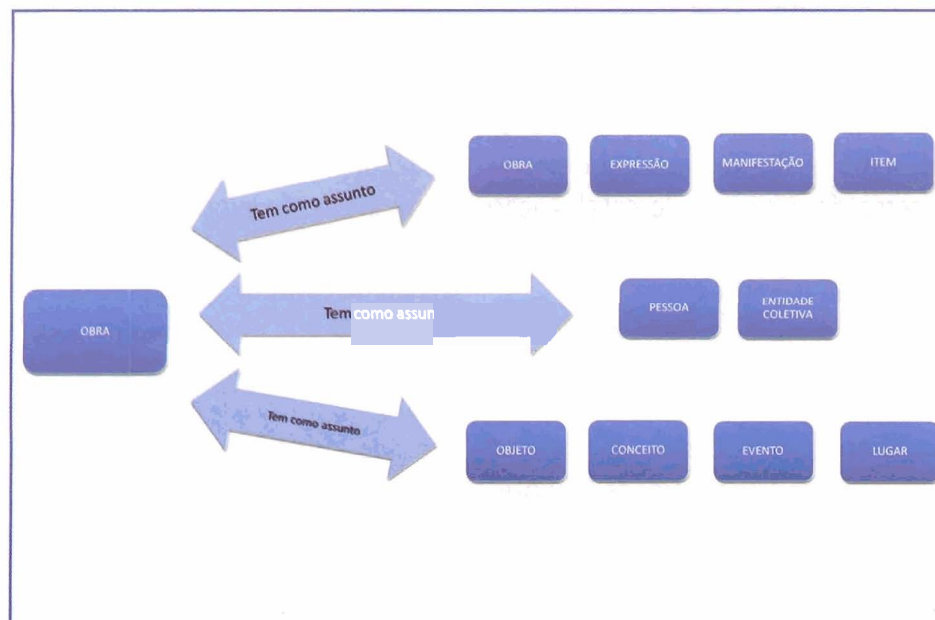 OBRA
EXPRESSÃO
MANIFESTAÇÃO
ITEM
Tem como assunto
OBRA
Tem como assun
PESSOA
ENTIDADE
COLETIVA
Tem como assunto
OBJETO
CONCEITO
EVENTO
LUGAR